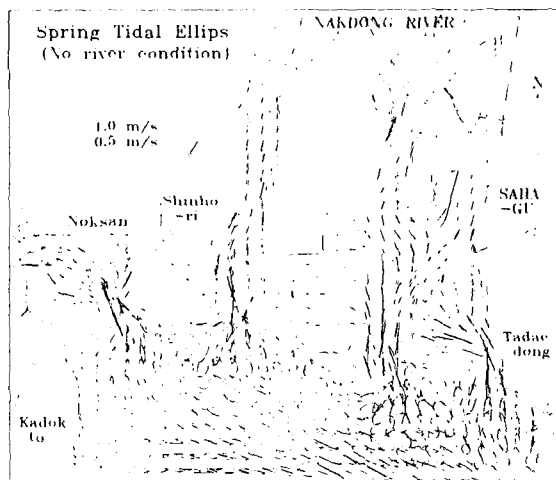 NAKDONG RIVER
Spring Tidal Ellips
(No river condition)
N
1.0 m/s
0.5 m/s
Shinho
-ri
SAHA
-GU
Noksan
Tadae
dong
Kadok
to